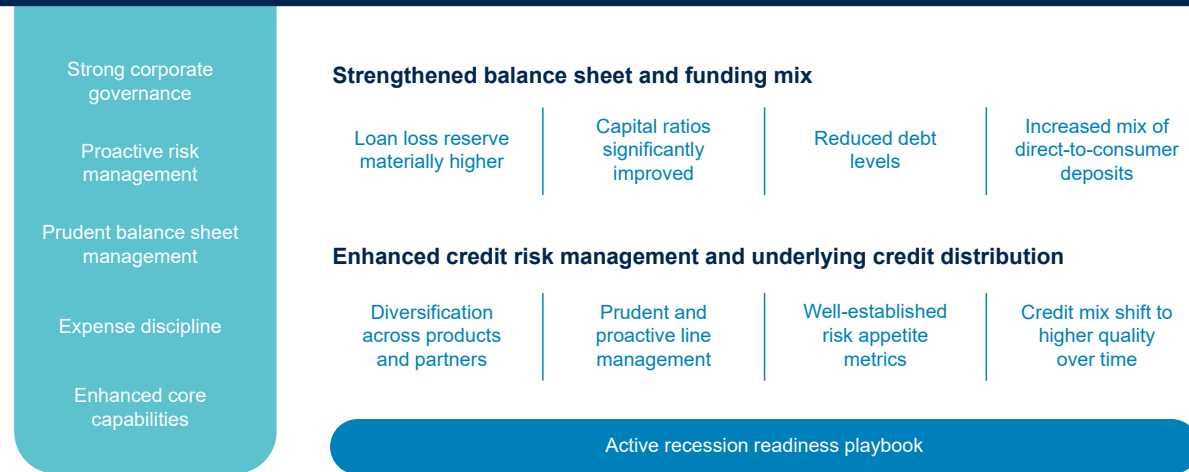 Strong corporate
governance
Proactive risk
management
Prudent balance sheet
management
Expense discipline
Enhanced core
capabilities
Strengthened balance sheet and funding mix
Loan loss reserve
materially higher
Capital ratios
significantly
improved
Reduced debt
levels
Increased mix of
direct-to-consumer
deposits
Enhanced credit risk management and underlying credit distribution
Diversification
across products
and partners
Prudent and
proactive line
management
Well-established
risk appetite
metrics
Credit mix shift to
higher quality
over time
Active recession readiness playbook